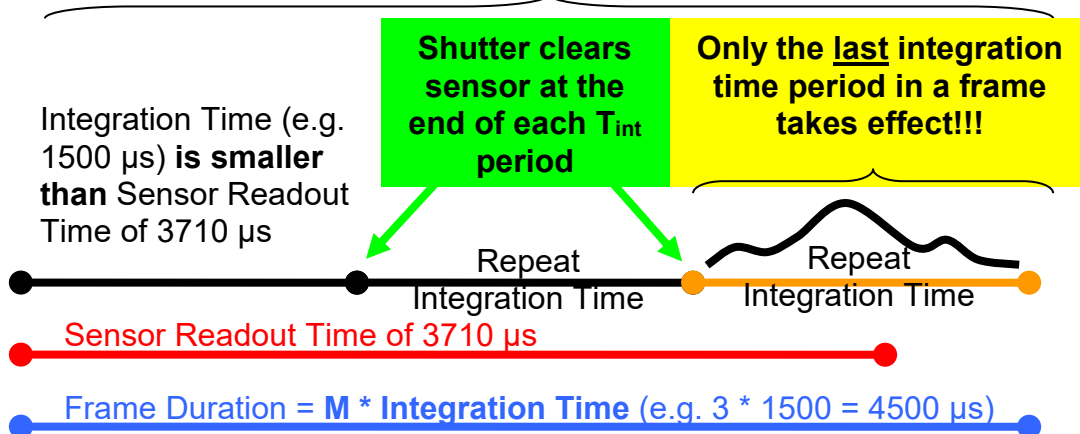 Shutter clears
sensor at the
end of each Tint
period
Only the last integration
time period in a frame
takes effect!!!
Integration Time (e.g.
1500 µs) is smaller
than Sensor Readout
Time of 3710 µs
Repeat
Integration Time
Repeat
Integration Time
Sensor Readout Time of 3710 µs
Frame Duration = M * Integration Time (e.g. 3 * 1500 = 4500 µs)